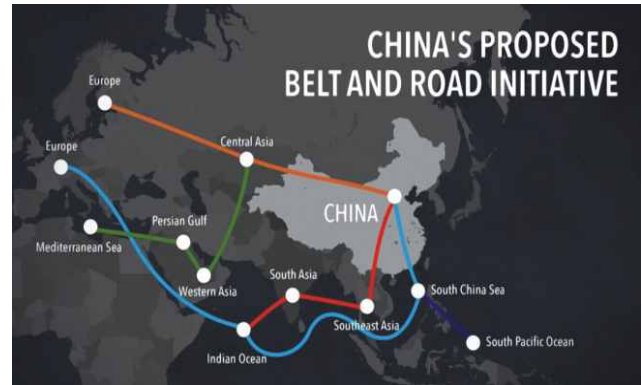 CHINA'S PROPOSED
BELT AND ROAD INITIATIVE
Europe
Europe
Central Asia
CHINA
Persian Gulf
Mediterranean Sea
Western Asia
South Asia
South China Sea
Southeast Asia
Indian Ocean
South Pacific Ocean